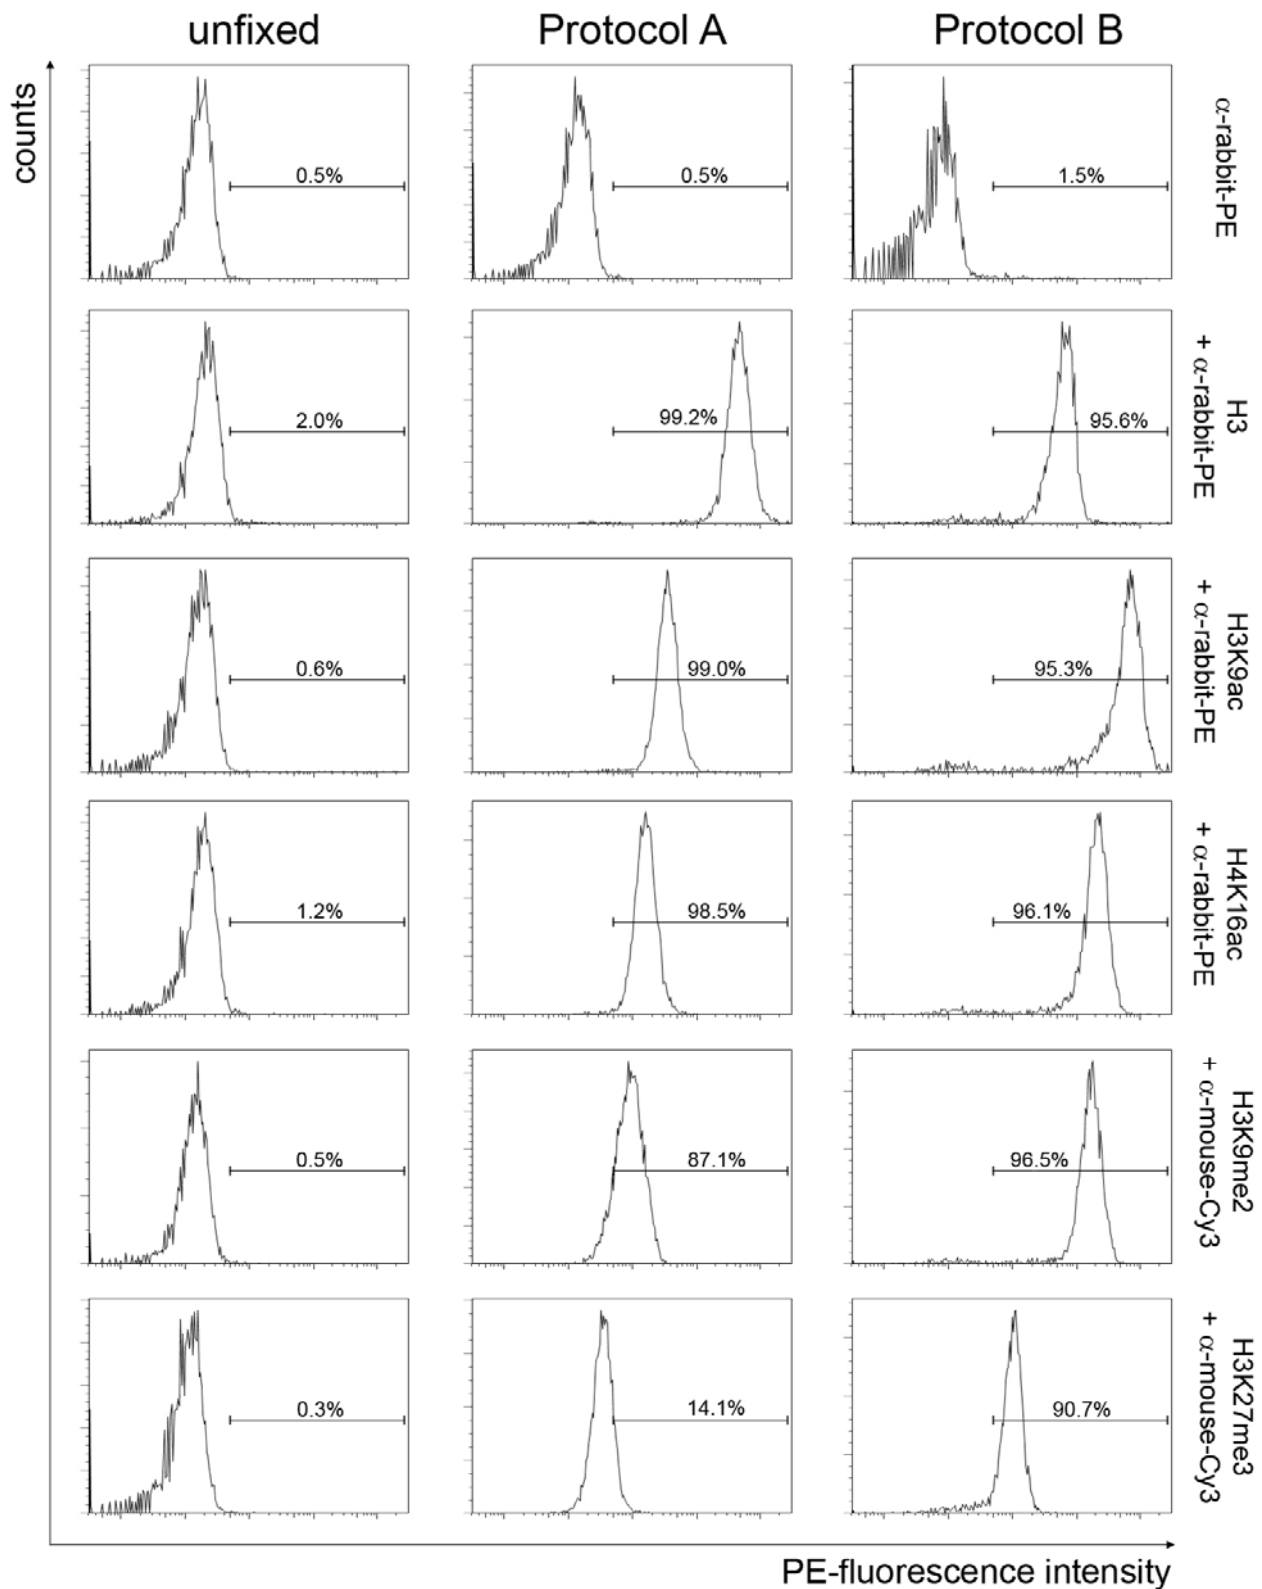 unfixed
Protocol A
Protocol B
counts
0.5%
0.5%
1.5%
α-rabbit-PE
2.0%
99.2%
95.6%
H3
+ α-rabbit-PE
0.6%
99.0%
95.3%
H3K9ac
+ α-rabbit-PE
1.2%
98.5%
96.1%
H4K16ac
+ α-rabbit-PE
0.5%
87.1%
96.5%
H3K9me2
+ α-mouse-Cy3
0.3%
14.1%
90.7%
H3K27me3
+ α-mouse-Cy3
PE-fluorescence intensity